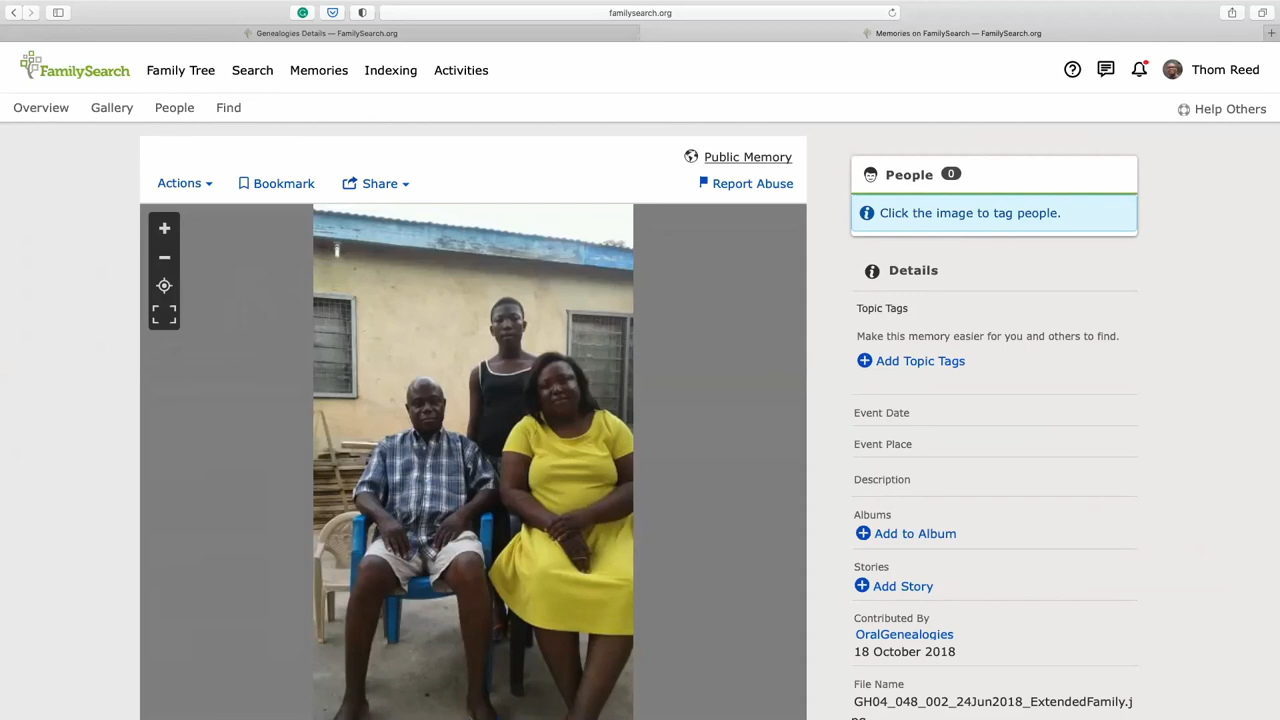 familysearch.org
Genealogies Details — FamilySearch.org
Memories on FamilySearch — FamilySearch.org
FamilySearch
Family Tree
Search
Memories
Indexing
Activities
Thom Reed
Overview
Gallery
People
Find
Help Others
Public Memory
Actions
Bookmark
Share
Report Abuse
People 0
Click the image to tag people.
Details
Topic Tags
Make this memory easier for you and others to find.
Add Topic Tags
Event Date
Event Place
Description
Albums
Add to Album
Stories
Add Story
Contributed By
OralGenealogies
18 October 2018
File Name
GH04_048_002_24Jun2018_ExtendedFamily.j